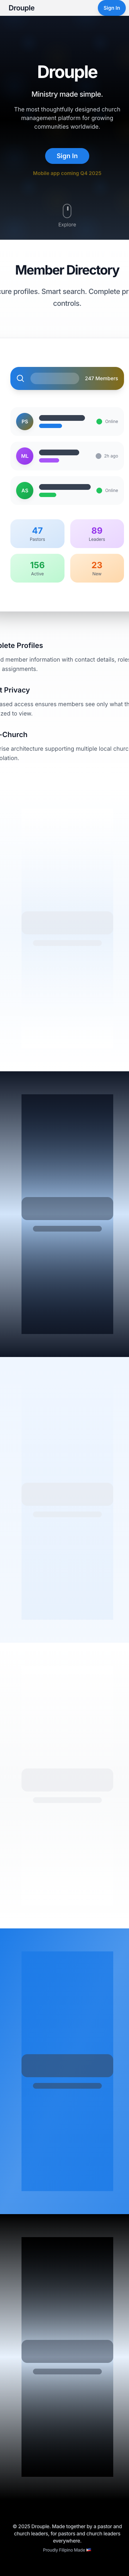 Drouple
Sign In
Drouple
Ministry made simple.
The most thoughtfully designed church
management platform for growing
communities worldwide.
Sign In
Mobile app coming Q4 2025
Explore
Member Directory
ure profiles. Smart search. Complete pr
controls.
247 Members
PS
Online
ML
2h ago
AS
Online
47
Pastors
89
Leaders
156
Active
23
New
plete Profiles
d member information with contact details, roles
assignments.
t Privacy
ased access ensures members see only what th
ized to view.
-Church
rise architecture supporting multiple local churc
olation.
© 2025 Drouple. Made together by a pastor and
church leaders, for pastors and church leaders
everywhere.
Proudly Filipino Made 🇵🇭